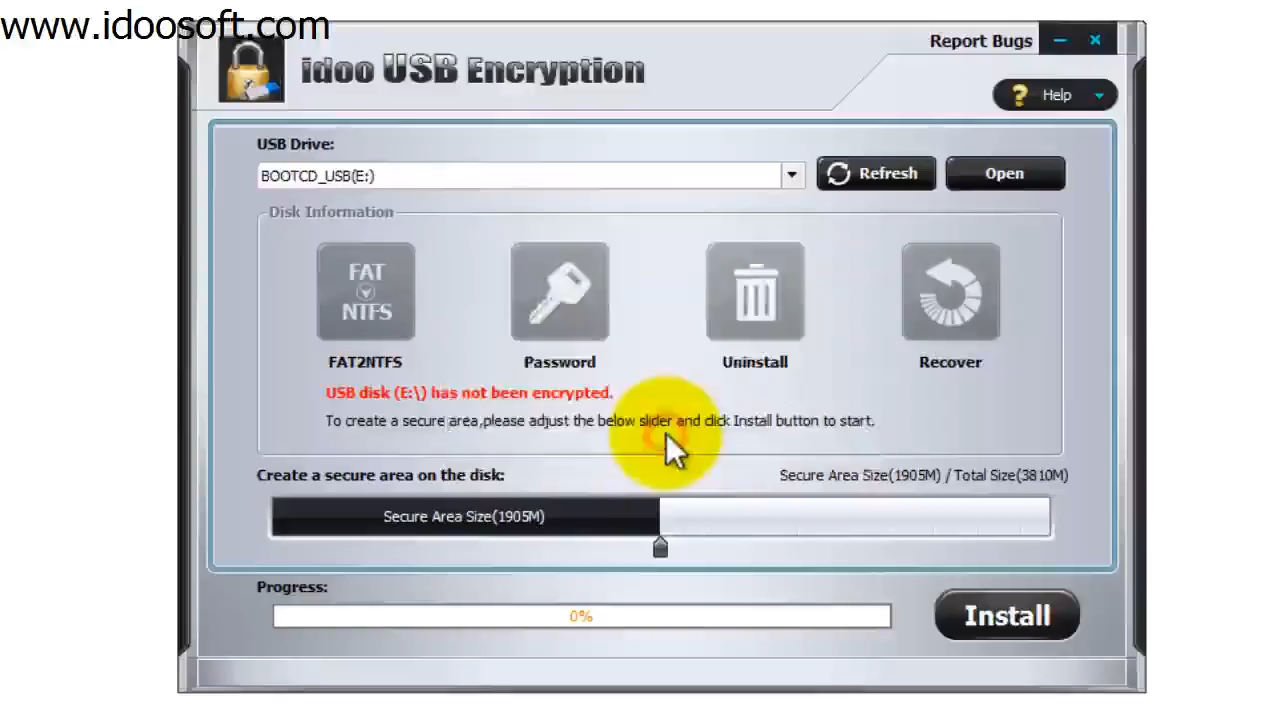 www.idoosoft.com
Report Bugs
idoo USB Encryption
Help
USB Drive:
BOOTCD_USB(E:)
Refresh
Open
Disk Information
FAT
NTFS
FAT2NTFS
Password
Uninstall
Recover
USB disk (E:\) has not been encrypted.
To create a secure area,please adjust the below slider and click Install button to start.
Create a secure area on the disk:
Secure Area Size(1905M) / Total Size(3810M)
Secure Area Size(1905M)
Progress:
0%
Install